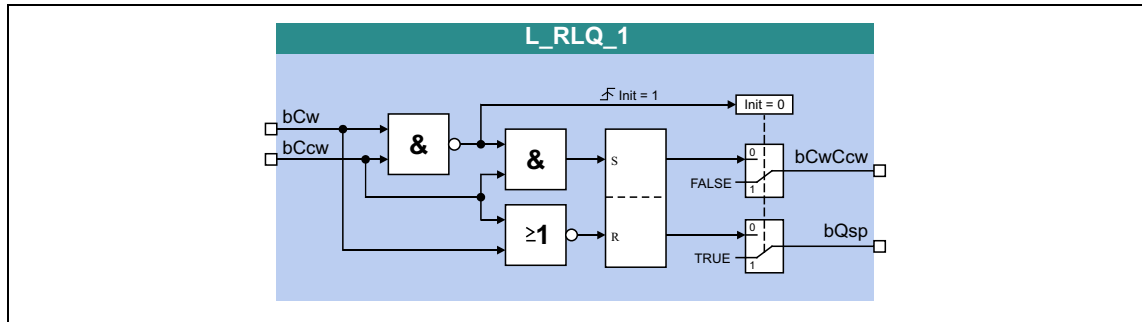 L_RLQ_1
Init = 1
Init = 0
bCw
bCcw
&
&
S
0
FALSE
1
bCwCcw
≥1
R
0
TRUE
1
bQsp